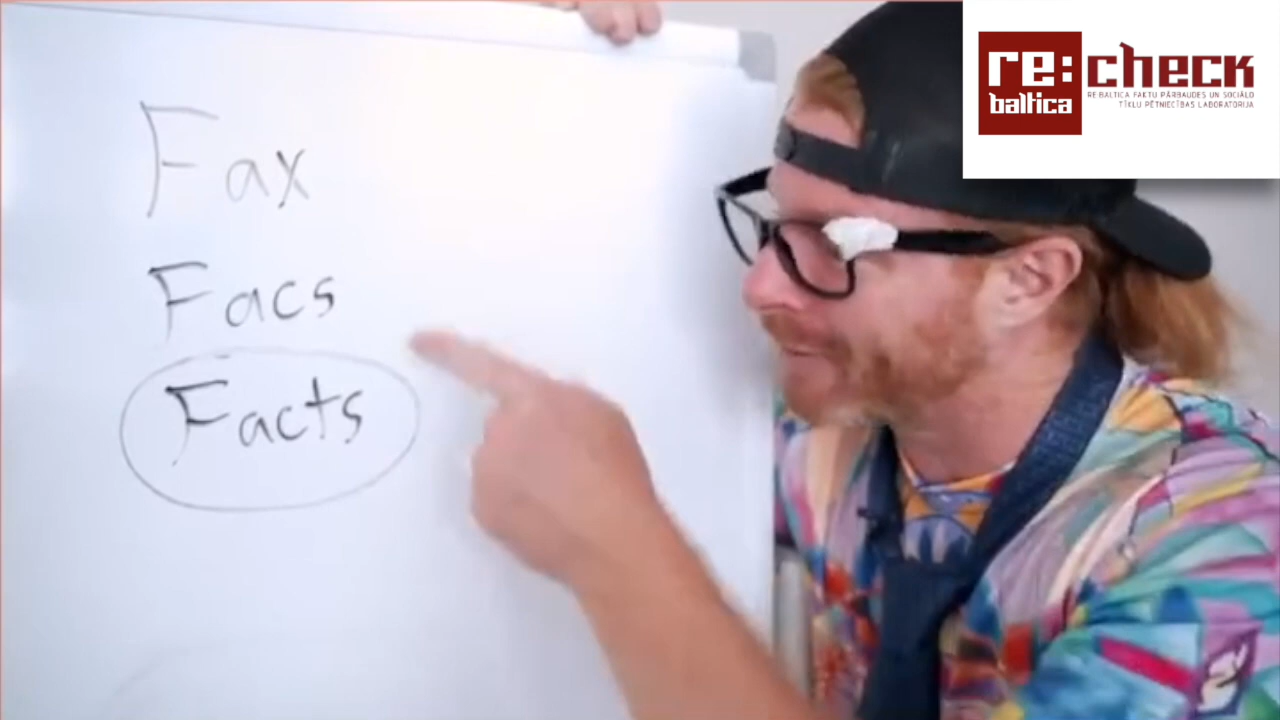 Fax
Facs
Facts
re:check
baltica
RE:BALTICA FAKTU PĀRBAUDES UN SOCIĀLO
TĪKLU PĒTNIECĪBAS LABORATORIJA